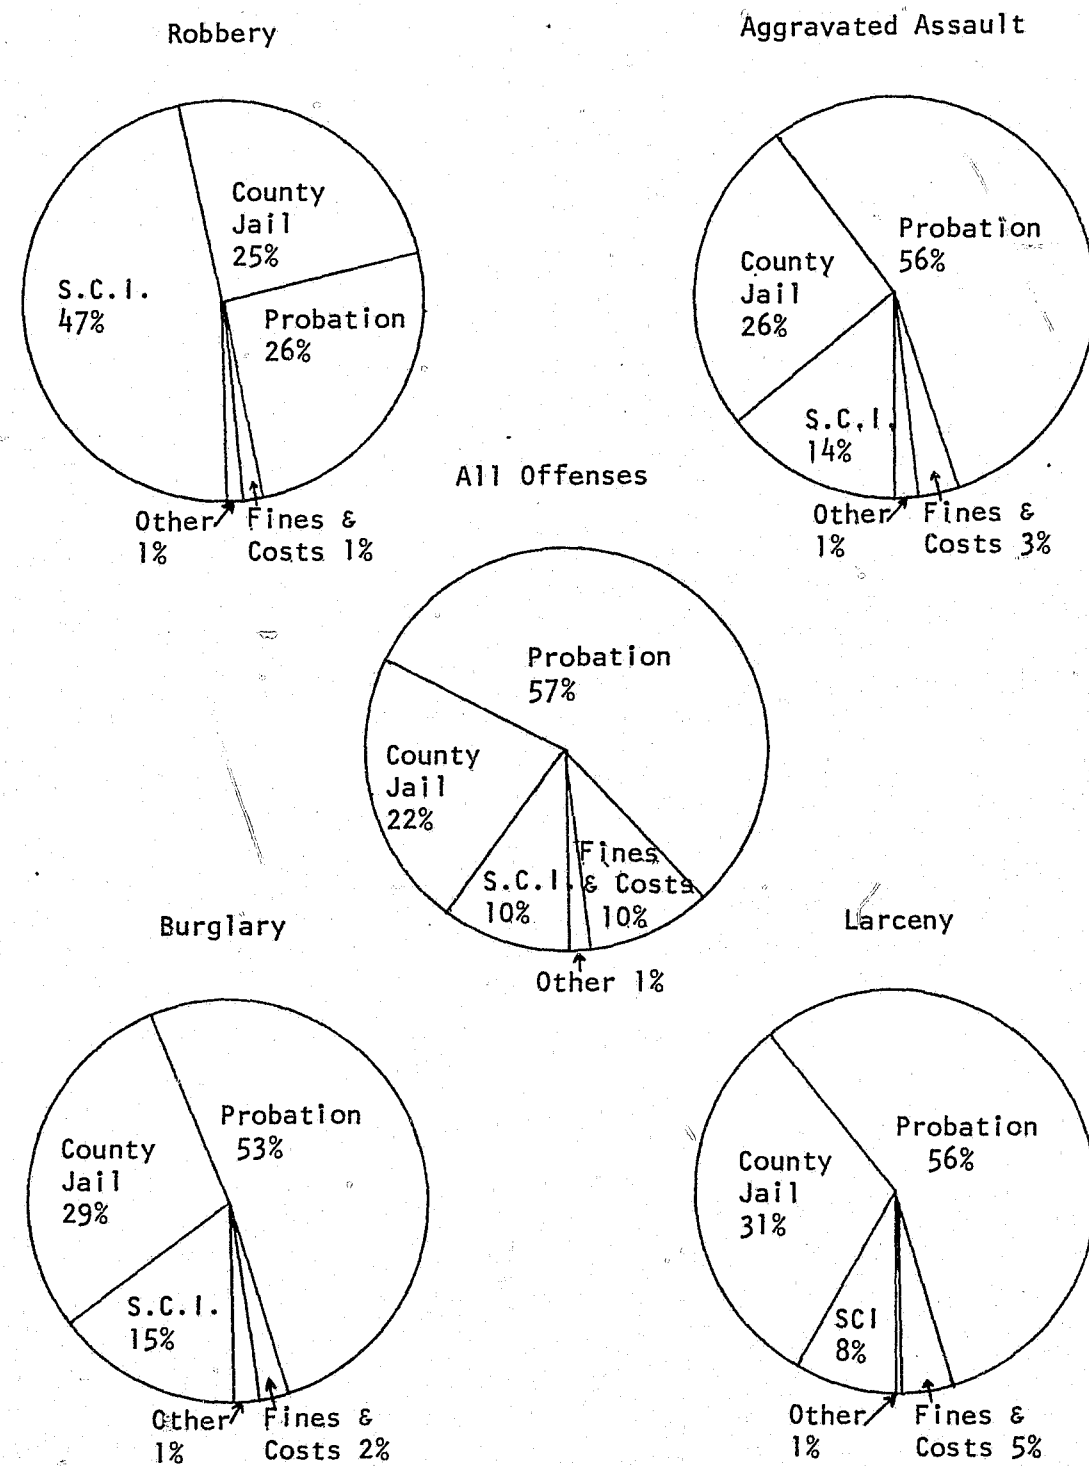 Robbery
County
Jail
25%
S.C.I.
47%
Probation
26%
Other
1%
Fines &
Costs 1%
Aggravated Assault
Probation
56%
County
Jail
26%
S.C.I.
14%
Other
1%
Fines &
Costs 3%
All Offenses
Probation
57%
County
Jail
22%
S.C.I.
10%
Fines
& Costs
10%
Other 1%
Burglary
Probation
53%
County
Jail
29%
S.C.I.
15%
Other
1%
Fines &
Costs 2%
Larceny
Probation
56%
County
Jail
31%
SCI
8%
Other
1%
Fines &
Costs 5%